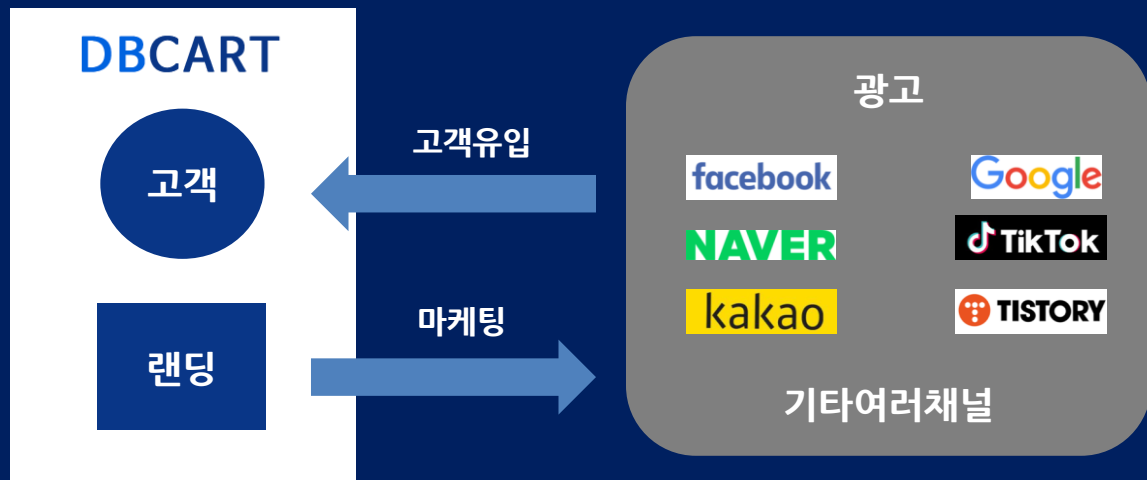 DBCART
고객
랜딩
고객유입
마케팅
광고
facebook
Google
NAVER
TikTok
kakao
TISTORY
기타여러채널